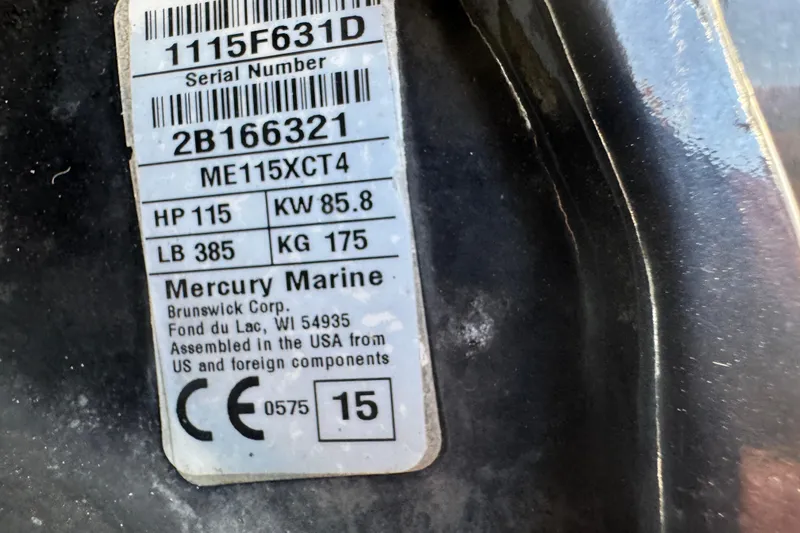 1115F631D
Serial Number
2B166321
ME115XCT4
HP 115 KW 85.8
LB 385 KG 175
Mercury Marine
Brunswick Corp.
Fond du Lac, WI 54935
Assembled in the USA from
US and foreign components
CE 0575 15